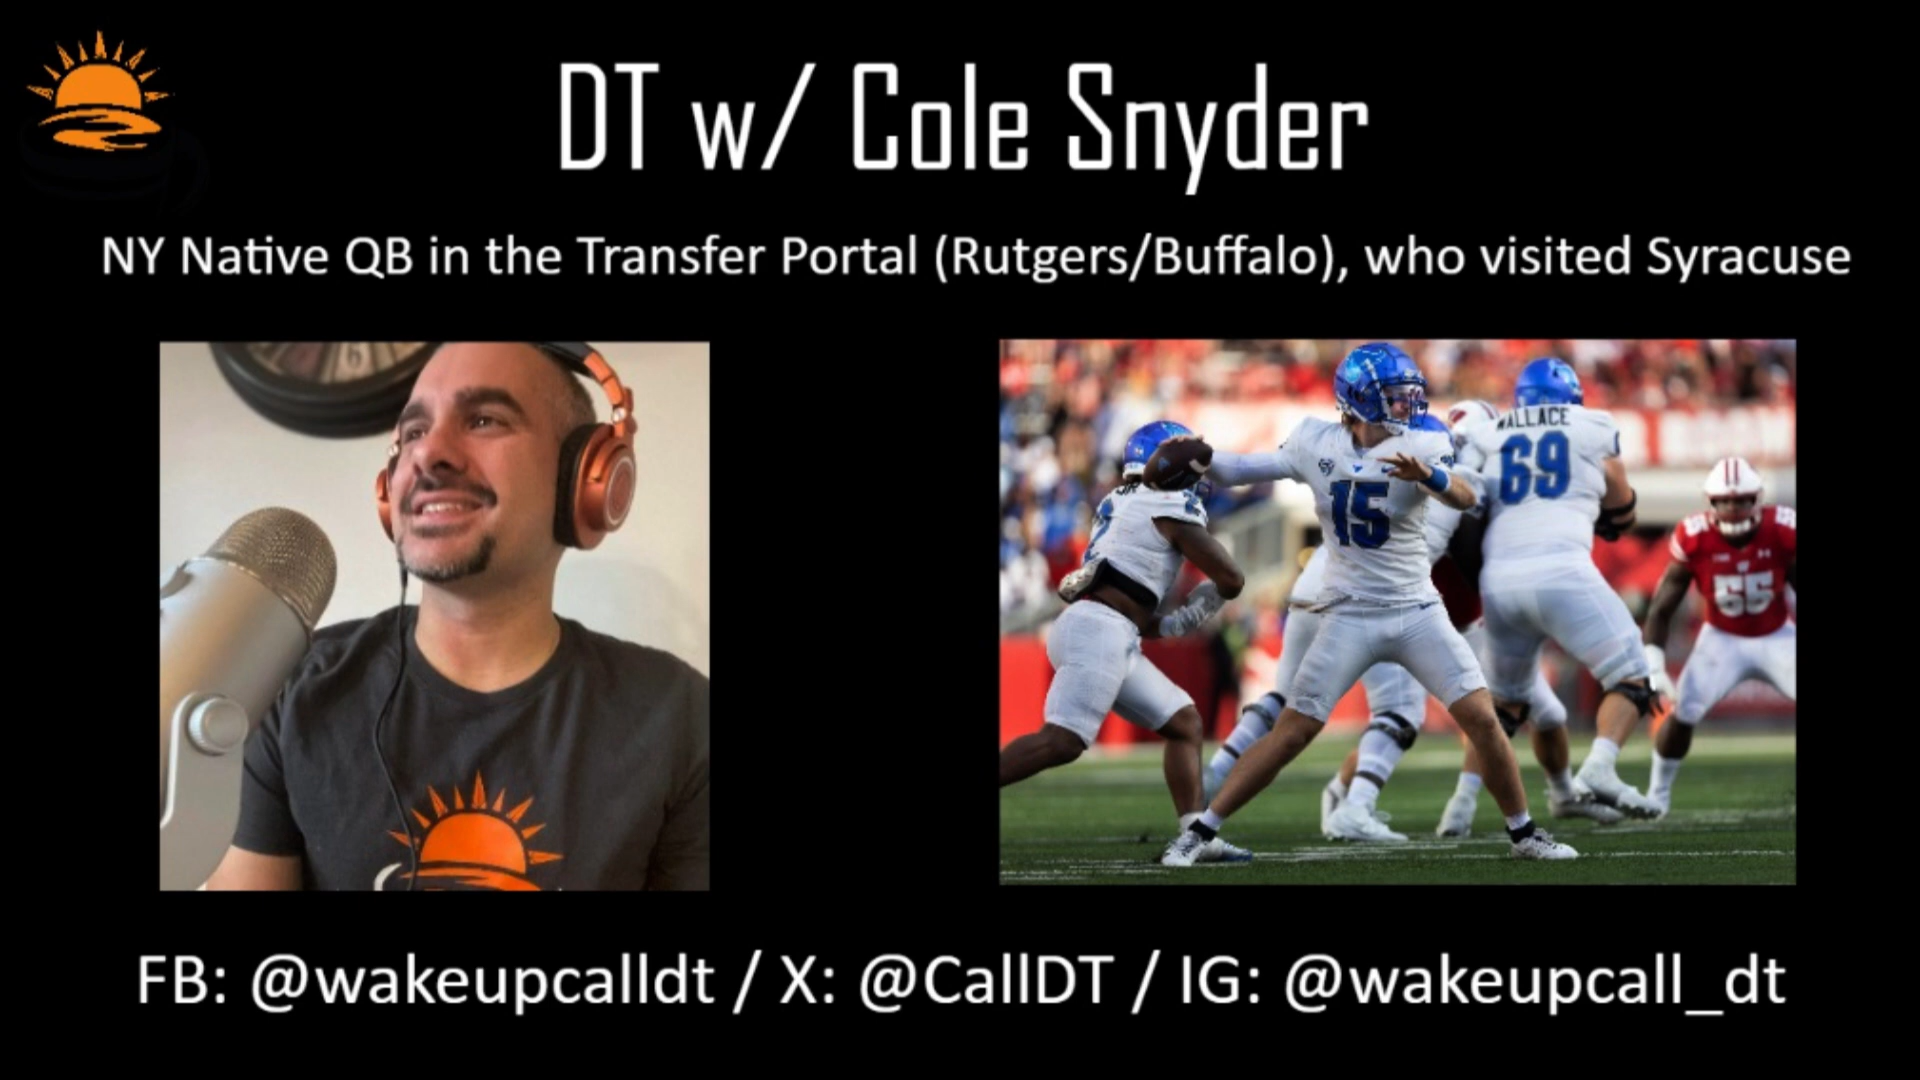 DT w/ Cole Snyder
NY Native QB in the Transfer Portal (Rutgers/Buffalo), who visited Syracuse
WALLACE
69
15
55
FB: @wakeupcalldt / X: @CallDT / IG: @wakeupcall_dt